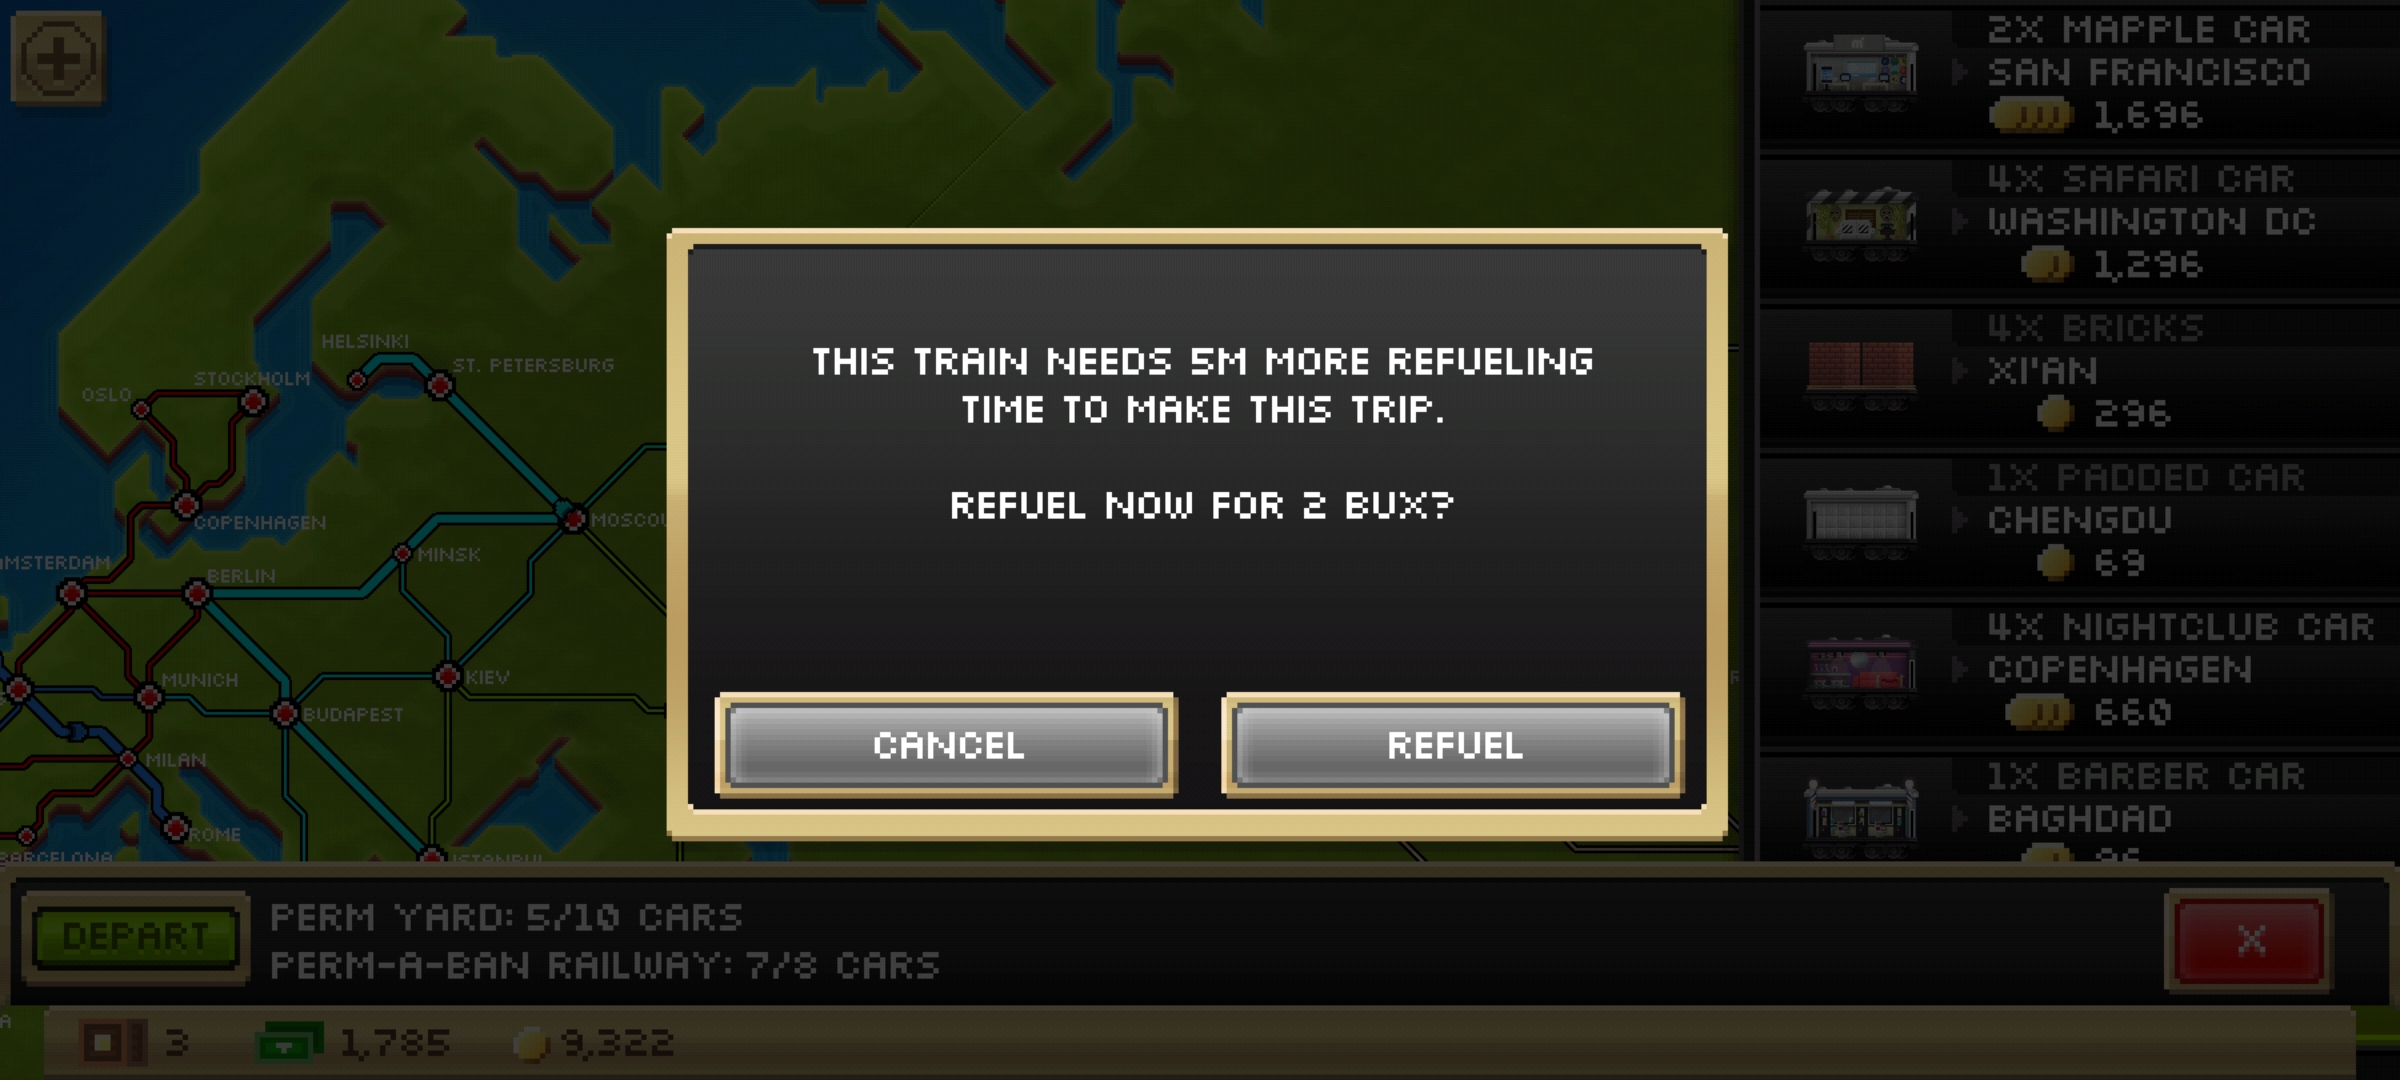 2X MAPPLE CAR
SAN FRANCISCO
1,696
4X SAFARI CAR
WASHINGTON DC
1,296
4X BRICKS
XI'AN
296
1X PADDED CAR
CHENGDU
69
4X NIGHTCLUB CAR
COPENHAGEN
660
1X BARBER CAR
BAGHDAD
96
HELSINKI
ST. PETERSBURG
STOCKHOLM
OSLO
COPENHAGEN
MOSCOW
MINSK
AMSTERDAM
BERLIN
MUNICH
KIEV
BUDAPEST
MILAN
ROME
BARCELONA
ISTANBUL
THIS TRAIN NEEDS 5M MORE REFUELING
TIME TO MAKE THIS TRIP.
REFUEL NOW FOR 2 BUX?
CANCEL
REFUEL
DEPART
PERM YARD: 5/10 CARS
PERM-A-BAN RAILWAY: 7/8 CARS
X
3
1,785
9,322